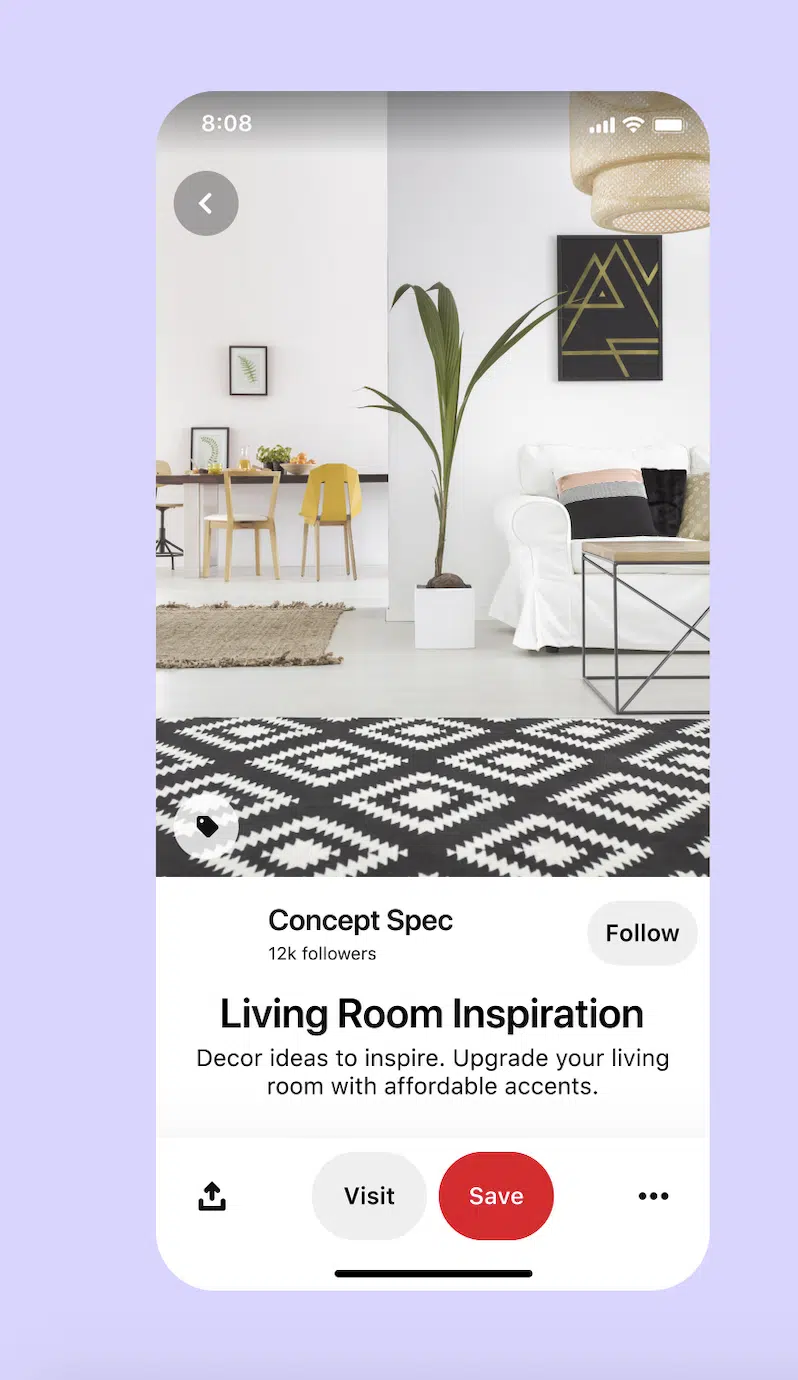 8:08
Concept Spec
12k followers
Follow
Living Room Inspiration
Decor ideas to inspire. Upgrade your living
room with affordable accents.
Visit
Save